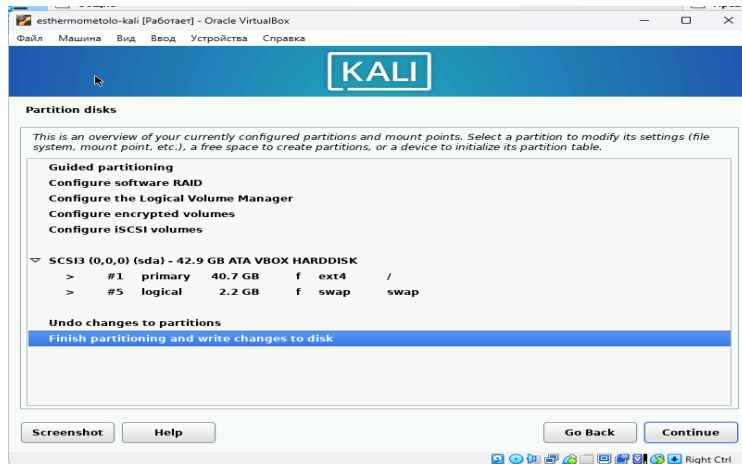 esthermometolo-kali [Работает] - Oracle VirtualBox
Файл Машина Вид Ввод Устройства Справка
KALI
Partition disks
This is an overview of your currently configured partitions and mount points. Select a partition to modify its settings (file
system, mount point, etc.), a free space to create partitions, or a device to initialize its partition table.
Guided partitioning
Configure software RAID
Configure the Logical Volume Manager
Configure encrypted volumes
Configure iSCSI volumes
SCSI3 (0,0,0) (sda) - 42.9 GB ATA VBOX HARDDISK
> #1 primary 40.7 GB f ext4 /
> #5 logical 2.2 GB f swap swap
Undo changes to partitions
Finish partitioning and write changes to disk
Screenshot Help Go Back Continue
Right Ctrl